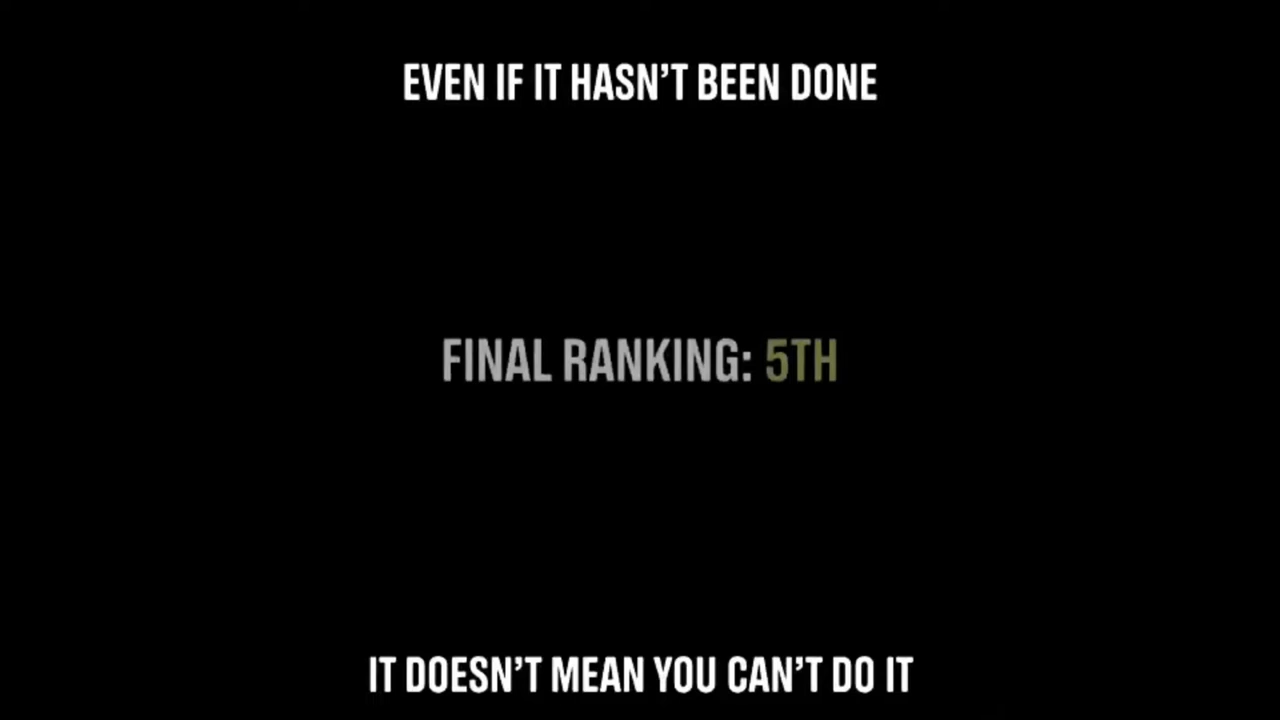 EVEN IF IT HASN'T BEEN DONE
FINAL RANKING: 5TH
IT DOESN'T MEAN YOU CAN'T DO IT